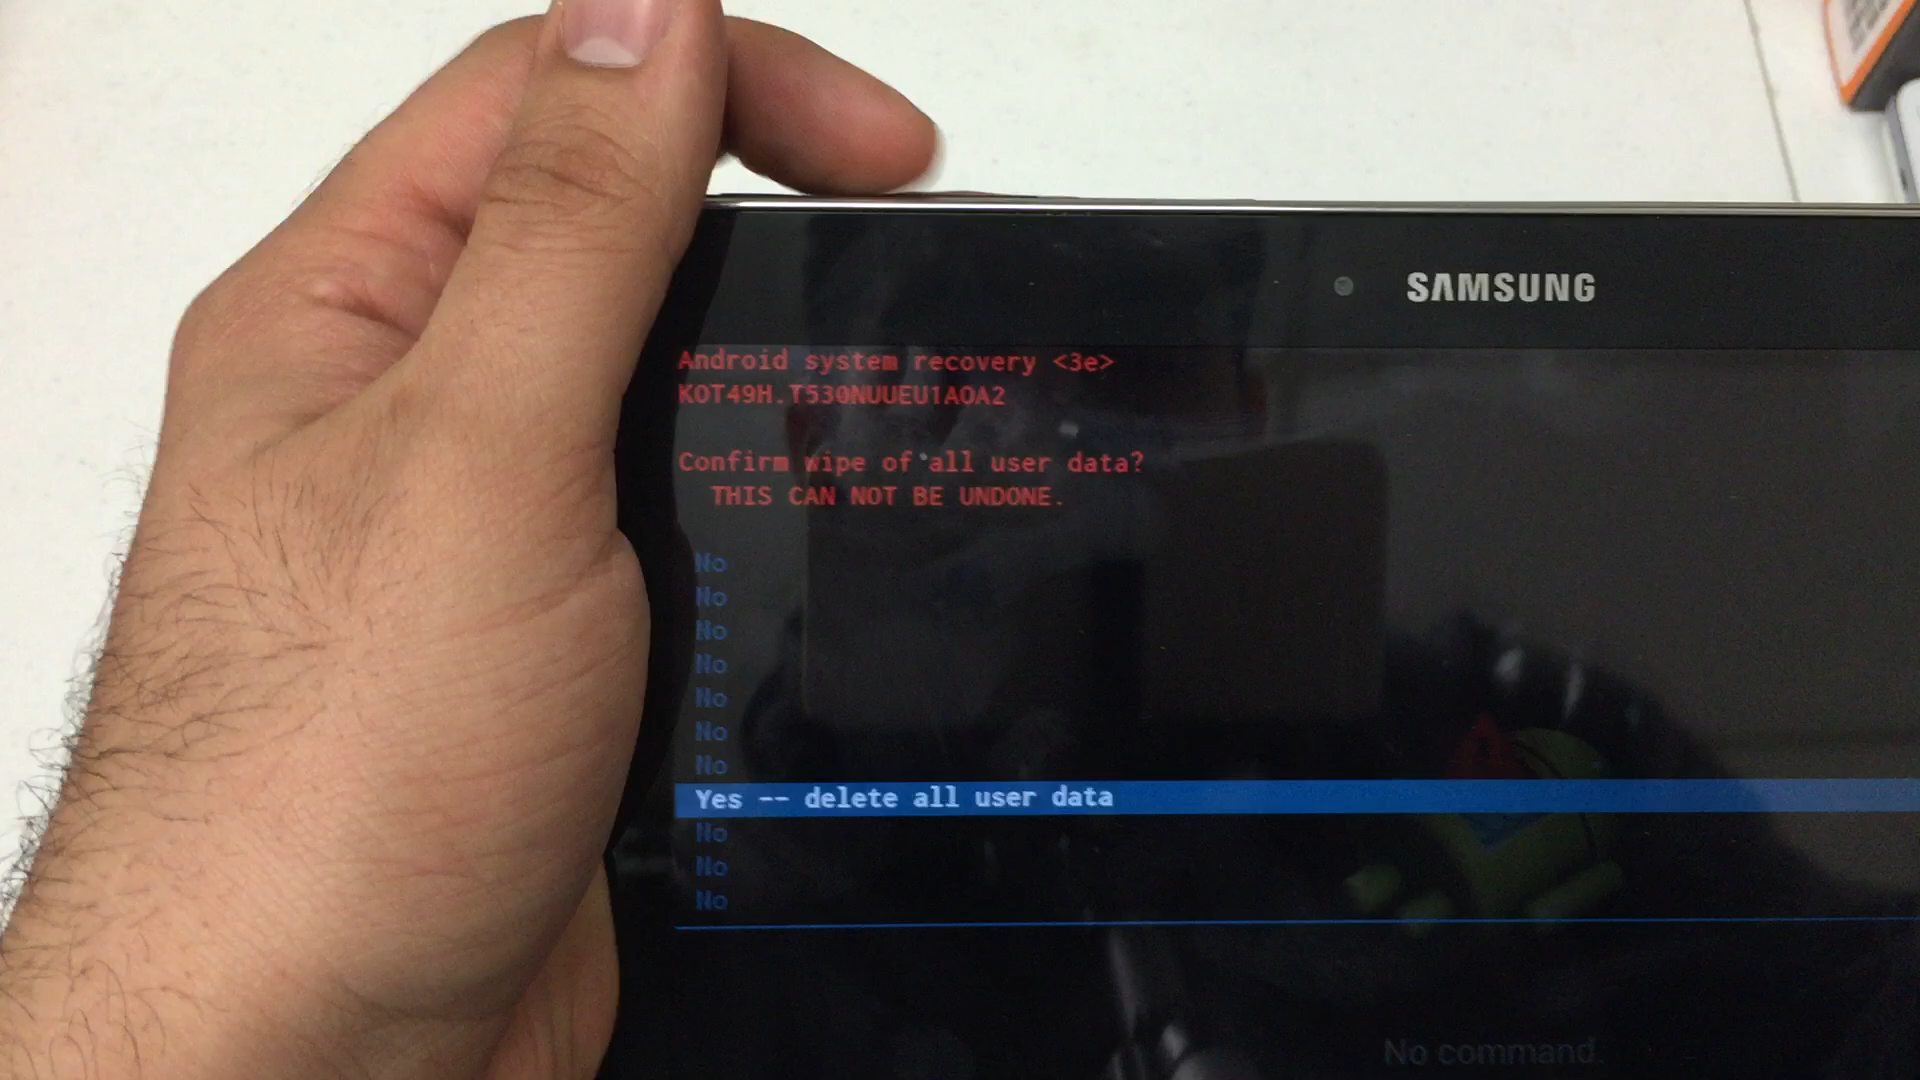 SAMSUNG
Android system recovery <3e>
KOT49H.T530NUUEU1AOA2
Confirm wipe of all user data?
THIS CAN NOT BE UNDONE.
No
No
No
No
No
No
No
Yes -- delete all user data
No
No
No
No command.